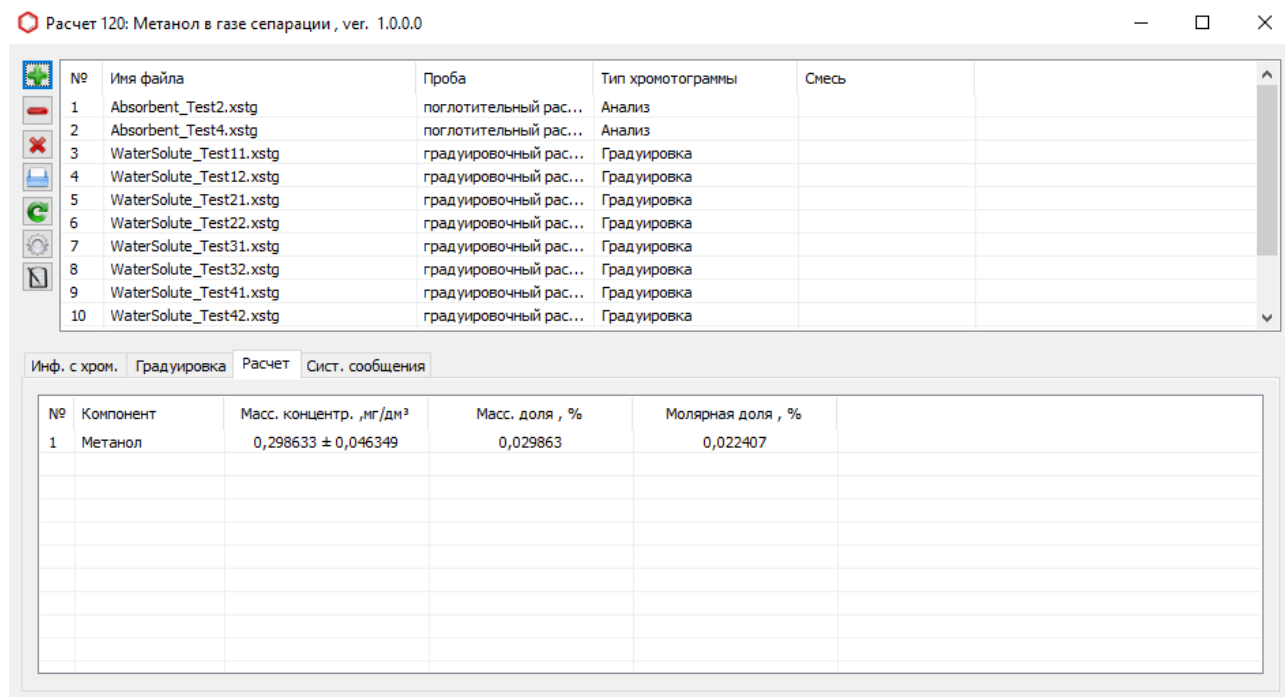 Расчет 120: Метанол в газе сепарации , ver. 1.0.0.0
№ Имя файла Проба Тип хромотограммы Смесь
1 Absorbent_Test2.xstg поглотительный рас... Анализ
2 Absorbent_Test4.xstg поглотительный рас... Анализ
3 WaterSolute_Test11.xstg градуировочный рас... Градуировка
4 WaterSolute_Test12.xstg градуировочный рас... Градуировка
5 WaterSolute_Test21.xstg градуировочный рас... Градуировка
6 WaterSolute_Test22.xstg градуировочный рас... Градуировка
7 WaterSolute_Test31.xstg градуировочный рас... Градуировка
8 WaterSolute_Test32.xstg градуировочный рас... Градуировка
9 WaterSolute_Test41.xstg градуировочный рас... Градуировка
10 WaterSolute_Test42.xstg градуировочный рас... Градуировка
Инф. с хром. Градуировка Расчет Сист. сообщения
№ Компонент Масс. концентр. ,мг/дм³ Масс. доля , % Молярная доля , %
1 Метанол 0,298633 ± 0,046349 0,029863 0,022407